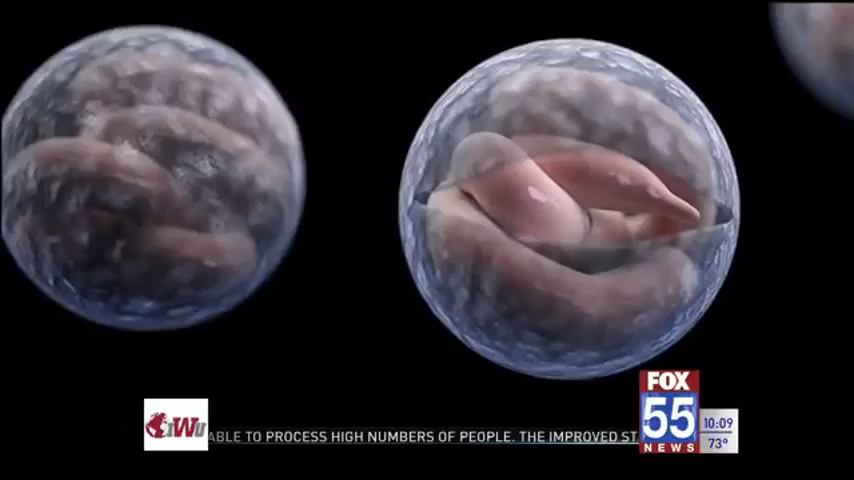 FOX
55
NEWS
10:09
73°
IWU
ABLE TO PROCESS HIGH NUMBERS OF PEOPLE. THE IMPROVED ST